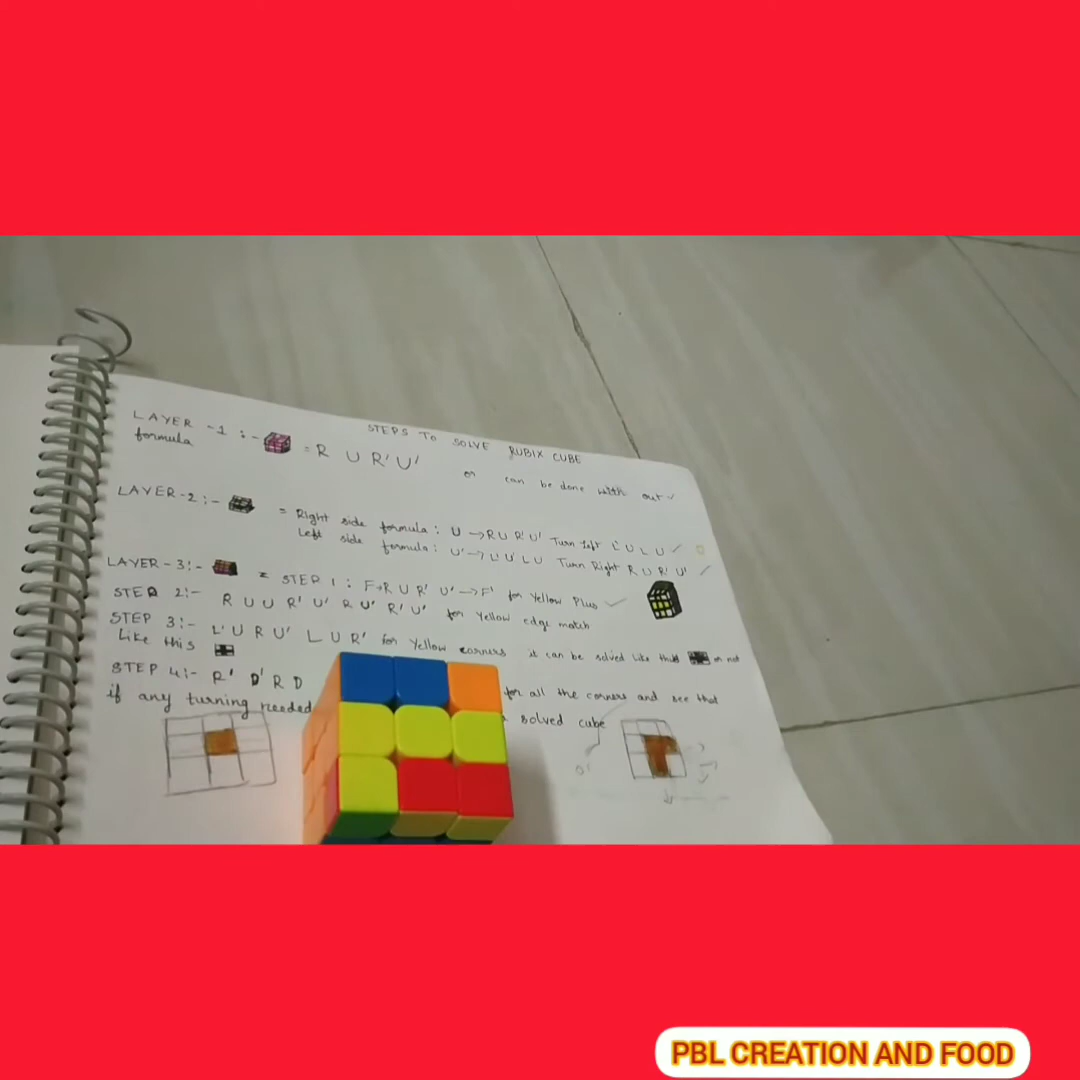 STEPS TO SOLVE RUBIX CUBE
LAYER -1 :- = R U R' U' or can be done with out
formula
LAYER-2:- = Right side formula : U → R U R' U' Turn left L' U L U
Left side formula : U' → L' U' L U Turn Right R U R' U'
LAYER-3:- = STEP 1 : F→R U R' U' → F' for Yellow Plus
STEP 2:- R U U R' U' R U' R' U' for Yellow edge match
STEP 3:- L' U R U' L U R' for Yellow corners it can be solved like this or not
Like this
STEP 4:- R' D' R D for all the corners and see that
if any turning needed solved cube
PBL CREATION AND FOOD